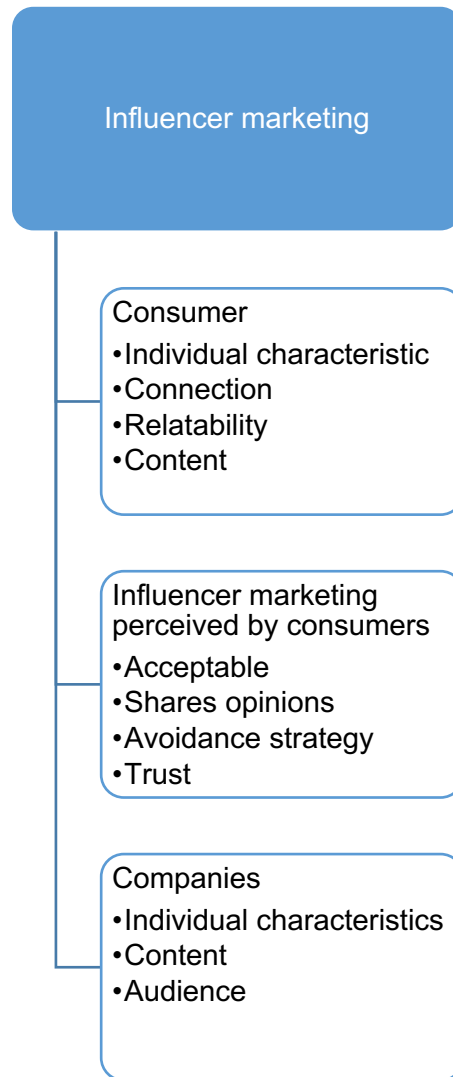 Influencer marketing
Consumer
•Individual characteristic
•Connection
•Relatability
•Content
Influencer marketing
perceived by consumers
•Acceptable
•Shares opinions
•Avoidance strategy
•Trust
Companies
•Individual characteristics
•Content
•Audience